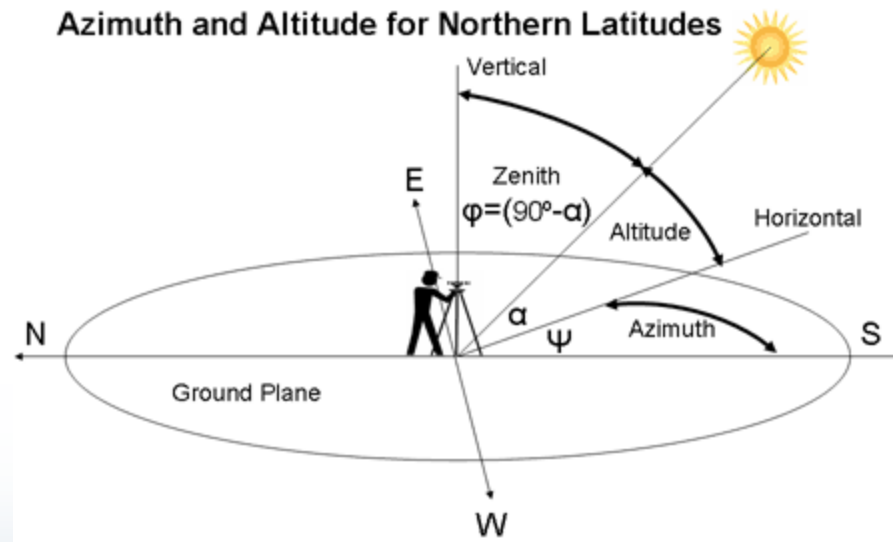 Azimuth and Altitude for Northern Latitudes
Vertical
E
Zenith
φ=(90º-α)
Altitude
Horizontal
α
Ψ
Azimuth
N
S
Ground Plane
W